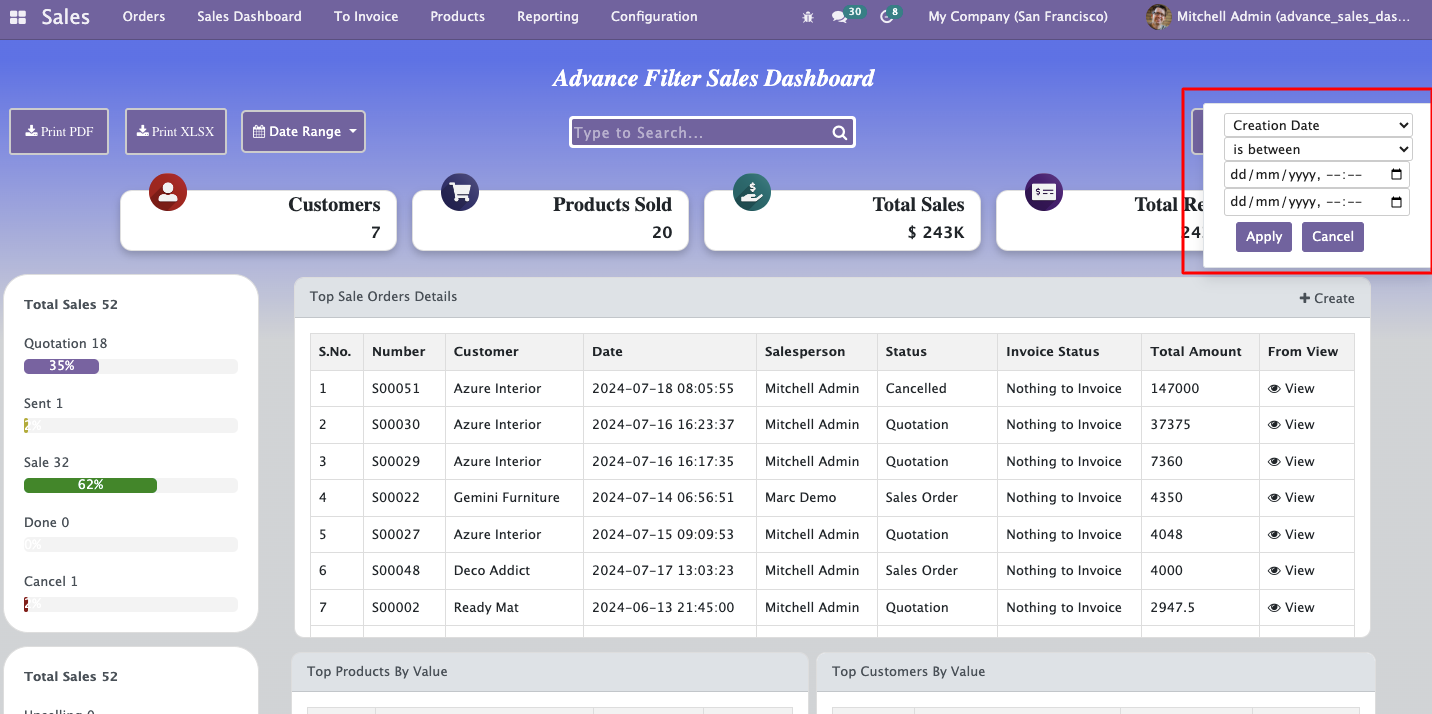 Sales Orders Sales Dashboard To Invoice Products Reporting Configuration 30 8 My Company (San Francisco) Mitchell Admin (advance_sales_das...
Advance Filter Sales Dashboard
Print PDF Print XLSX Date Range Type to Search...
Creation Date
is between
dd/mm/yyyy, --:--
dd/mm/yyyy, --:--
Apply Cancel
Customers
7
Products Sold
20
Total Sales
$ 243K
Total Re
24
Total Sales 52
Quotation 18
35%
Sent 1
2%
Sale 32
62%
Done 0
0%
Cancel 1
2%
Top Sale Orders Details + Create
S.No. Number Customer Date Salesperson Status Invoice Status Total Amount From View
1 S00051 Azure Interior 2024-07-18 08:05:55 Mitchell Admin Cancelled Nothing to Invoice 147000 View
2 S00030 Azure Interior 2024-07-16 16:23:37 Mitchell Admin Quotation Nothing to Invoice 37375 View
3 S00029 Azure Interior 2024-07-16 16:17:35 Mitchell Admin Quotation Nothing to Invoice 7360 View
4 S00022 Gemini Furniture 2024-07-14 06:56:51 Marc Demo Sales Order Nothing to Invoice 4350 View
5 S00027 Azure Interior 2024-07-15 09:09:53 Mitchell Admin Quotation Nothing to Invoice 4048 View
6 S00048 Deco Addict 2024-07-17 13:03:23 Mitchell Admin Sales Order Nothing to Invoice 4000 View
7 S00002 Ready Mat 2024-06-13 21:45:00 Mitchell Admin Quotation Nothing to Invoice 2947.5 View
Total Sales 52
Top Products By Value
Top Customers By Value